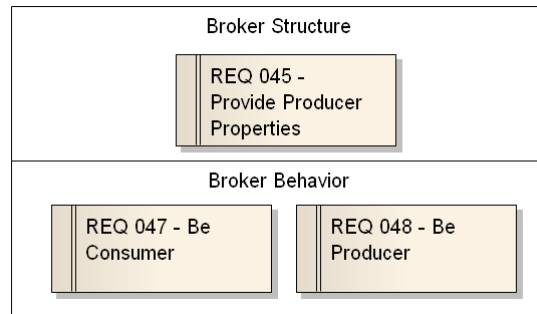 Broker Structure
REQ 045 -
Provide Producer
Properties
Broker Behavior
REQ 047 - Be
Consumer
REQ 048 - Be
Producer